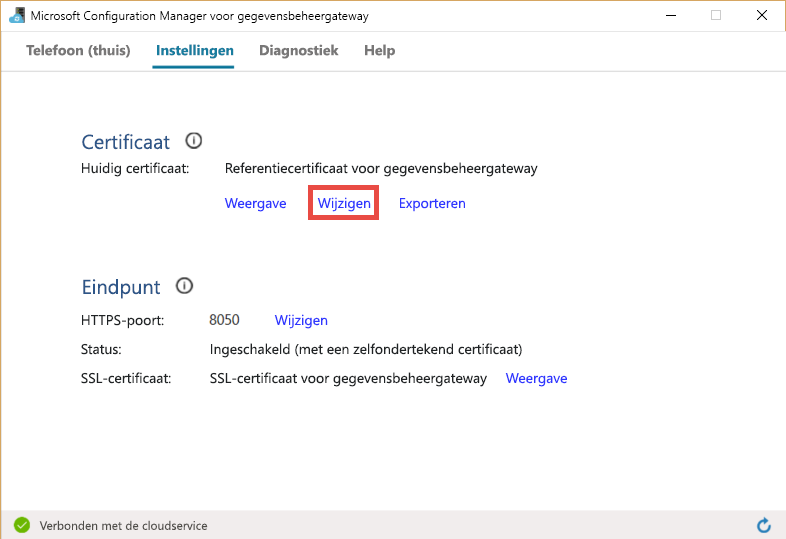 Microsoft Configuration Manager voor gegevensbeheergateway
Telefoon (thuis) Instellingen Diagnostiek Help
Certificaat
Huidig certificaat: Referentiecertificaat voor gegevensbeheergateway
Weergave Wijzigen Exporteren
Eindpunt
HTTPS-poort: 8050 Wijzigen
Status: Ingeschakeld (met een zelfondertekend certificaat)
SSL-certificaat: SSL-certificaat voor gegevensbeheergateway Weergave
Verbonden met de cloudservice